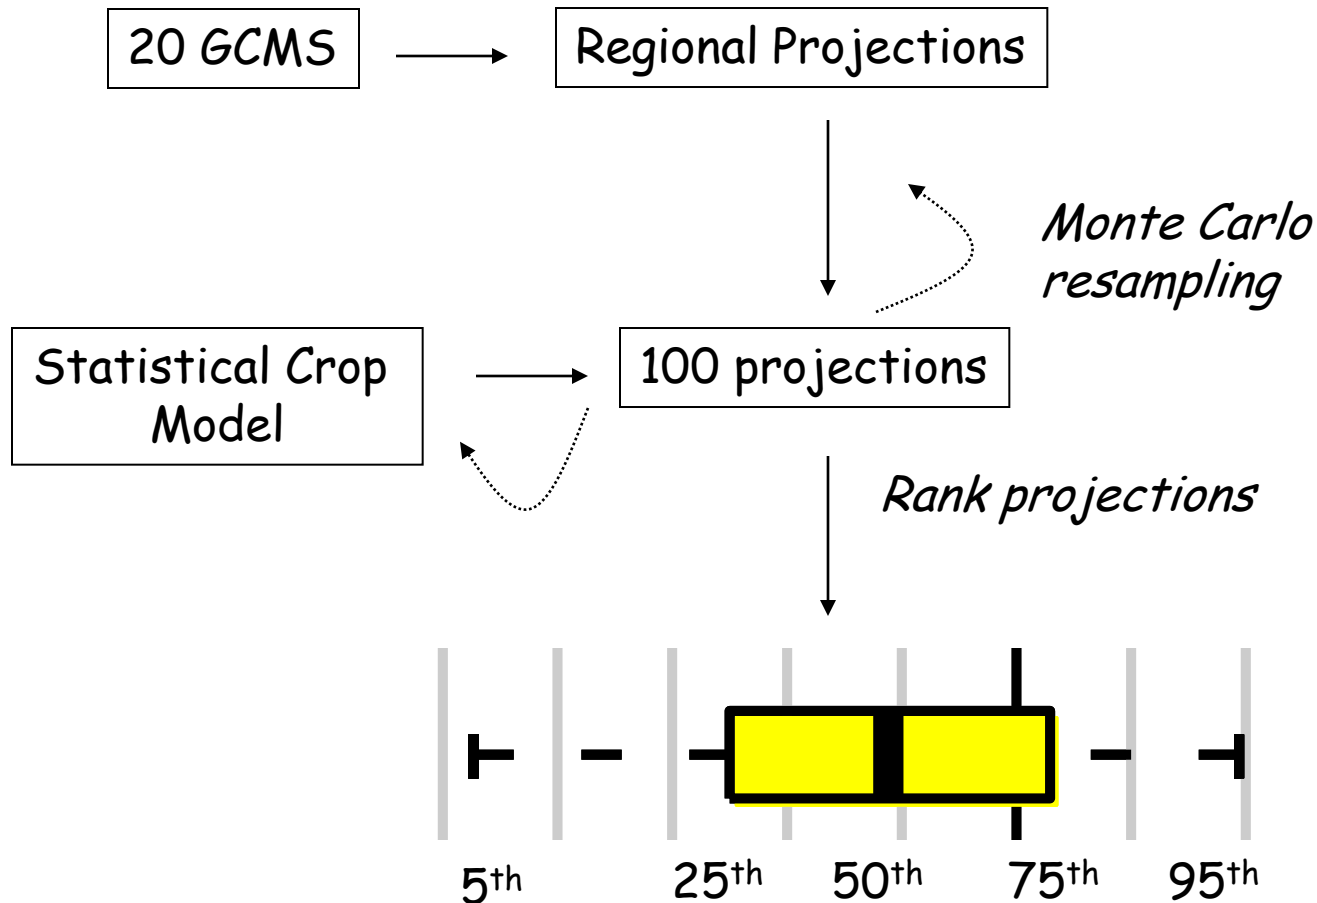 20 GCMS
Regional Projections
Monte Carlo
resampling
Statistical Crop
Model
100 projections
Rank projections
5th
25th
50th
75th
95th